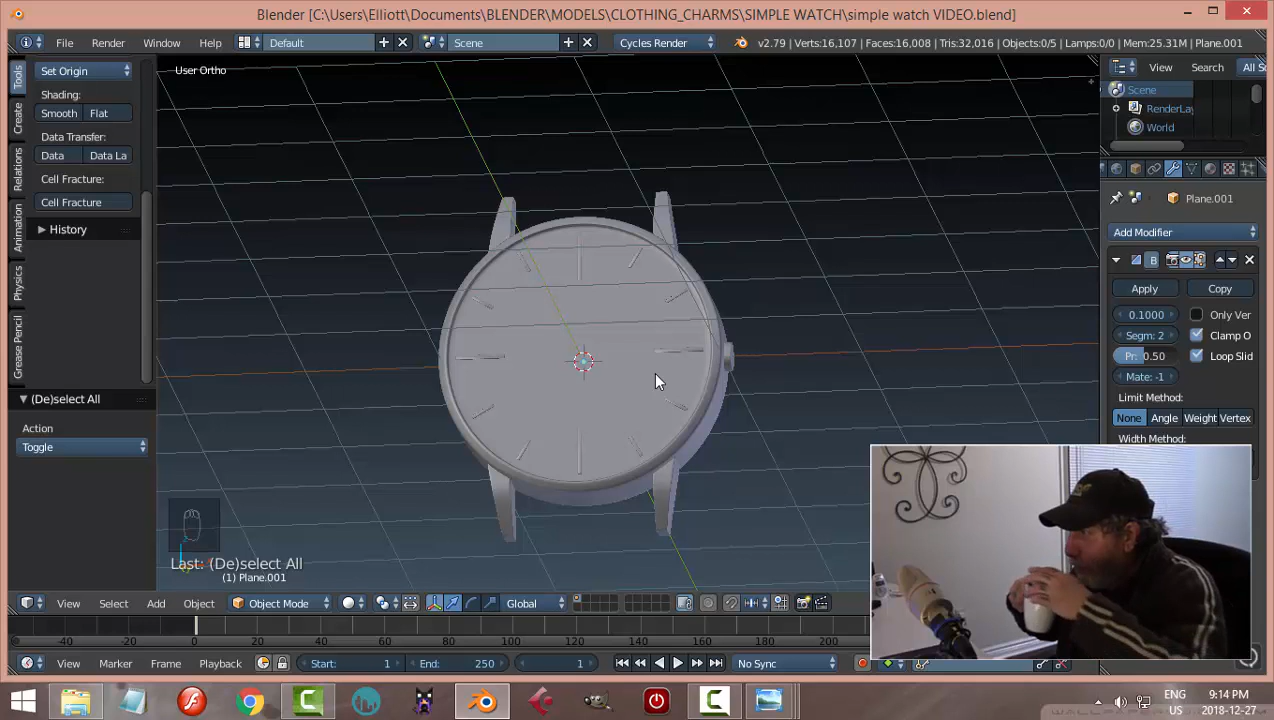 Blender [C:\Users\Elliott\Documents\BLENDER\MODELS\CLOTHING_CHARMS\SIMPLE WATCH\simple watch VIDEO.blend]
File Render Window Help Default Scene Cycles Render v2.79 | Verts:16,107 | Faces:16,008 | Tris:32,016 | Objects:0/5 | Lamps:0/0 | Mem:25.31M | Plane.001
Tools
Create
Relations
Animation
Physics
Grease Pencil
Set Origin
Shading:
Smooth Flat
Data Transfer:
Data Data La
Cell Fracture:
Cell Fracture
History
(De)select All
Action
Toggle
User Ortho
Last: (De)select All
(1) Plane.001
View Search All S
Scene
RenderLay
World
Plane.001
Add Modifier
B
Apply Copy
0.1000 Only Ver
Segm: 2 Clamp O
Pr: 0.50 Loop Slid
Mate: -1
Limit Method:
None Angle Weight Vertex
Width Method:
View Select Add Object Object Mode Global
-40 -20 0 20 40 60 80 100 120 140 160 180 200
View Marker Frame Playback Start: 1 End: 250 1 No Sync
ENG 9:14 PM
US 2018-12-27